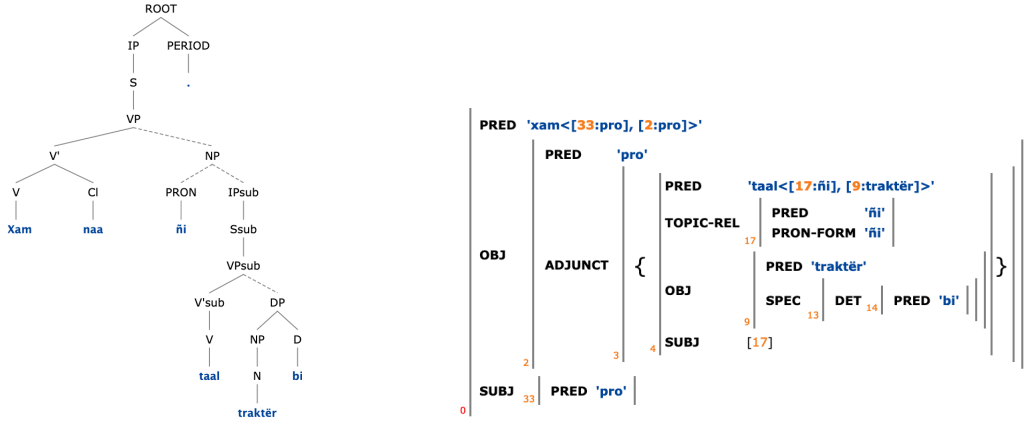 ROOT
IP PERIOD
S .
VP
V' NP
V Cl PRON IPsub
Xam naa ñi Ssub
VPsub
V'sub DP
V NP D
taal N bi
traktër
PRED 'xam<[33:pro], [2:pro]>'
PRED 'pro'
PRED 'taal<[17:ñi], [9:traktër]>'
TOPIC-REL PRED 'ñi'
17 PRON-FORM 'ñi'
OBJ ADJUNCT { }
PRED 'traktër'
OBJ SPEC DET PRED 'bi'
9 13 14
SUBJ [17]
2 3 4
SUBJ PRED 'pro'
0 33